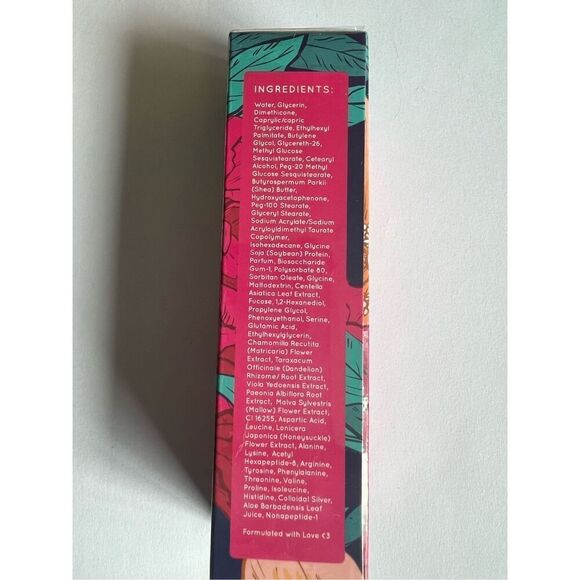 INGREDIENTS:
Water, Glycerin,
Dimethicone,
Caprylic/capric
Triglyceride, Ethylhexyl
Palmitate, Butylene
Glycol, Glycereth-26,
Methyl Glucose
Sesquistearate, Cetearyl
Alcohol, Peg-20 Methyl
Glucose Sesquistearate,
Butyrospermum Parkii
(Shea) Butter,
Hydroxyacetophenone,
Peg-100 Stearate,
Glyceryl Stearate,
Sodium Acrylate/Sodium
Acryloyldimethyl Taurate
Copolymer,
Isohexadecane, Glycine
Soja (Soybean) Protein,
Parfum, Biosaccharide
Gum-1, Polysorbate 80,
Sorbitan Oleate, Glycine,
Maltodextrin, Centella
Asiatica Leaf Extract,
Fucose, 1,2-Hexanediol,
Propylene Glycol,
Phenoxyethanol, Serine,
Glutamic Acid,
Ethylhexylglycerin,
Chamomilla Recutita
(Matricaria) Flower
Extract, Taraxacum
Officinale (Dandelion)
Rhizome/ Root Extract,
Viola Yedoensis Extract,
Paeonia Albiflora Root
Extract, Malva Sylvestris
(Mallow) Flower Extract,
CI 16255, Aspartic Acid,
Leucine, Lonicera
Japonica (Honeysuckle)
Flower Extract, Alanine,
Lysine, Acetyl
Hexapeptide-8, Arginine,
Tyrosine, Phenylalanine,
Threonine, Valine,
Proline, Isoleucine,
Histidine, Colloidal Silver,
Aloe Barbadensis Leaf
Juice, Nonapeptide-1
Formulated with Love <3